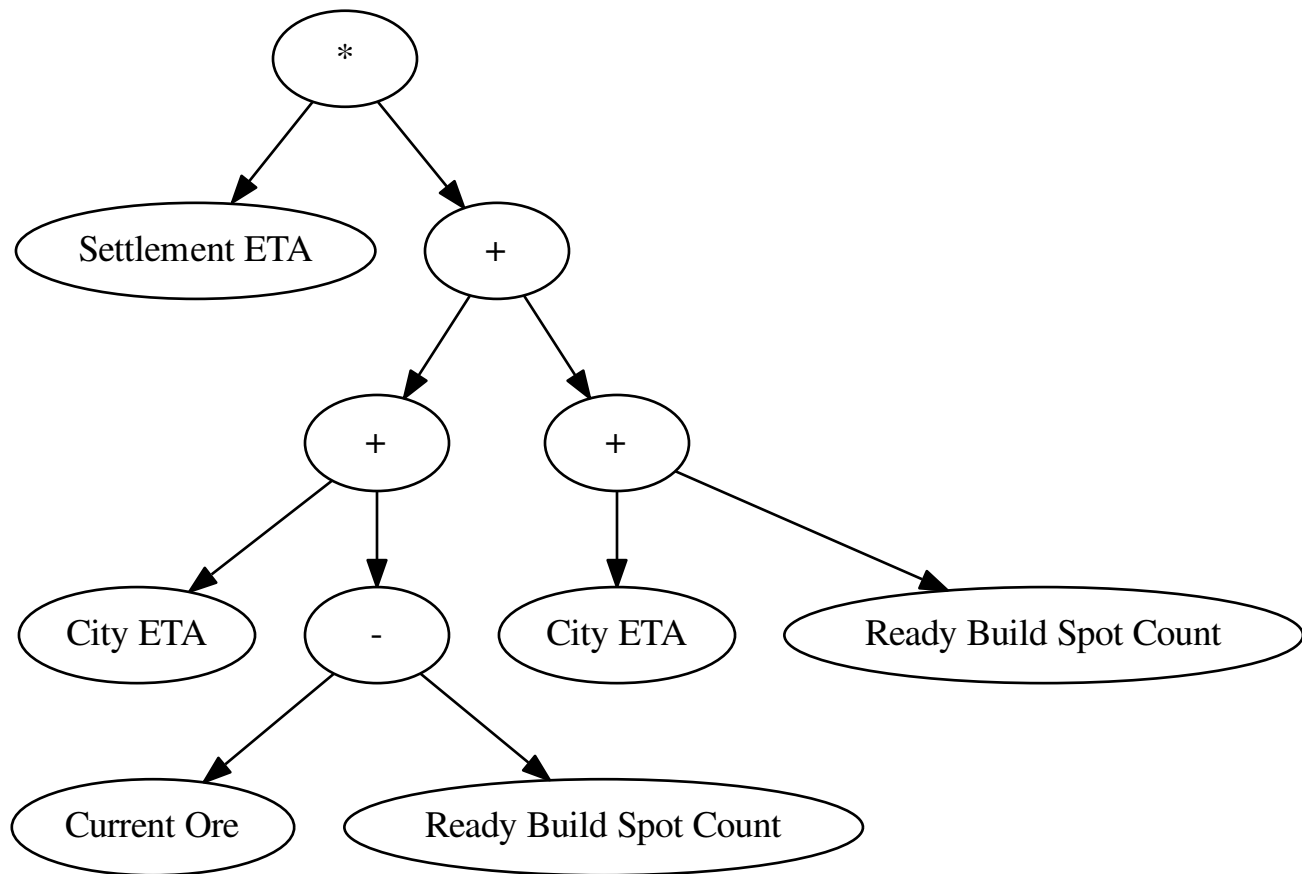 *
Settlement ETA
+
+
+
City ETA
-
City ETA
Ready Build Spot Count
Current Ore
Ready Build Spot Count